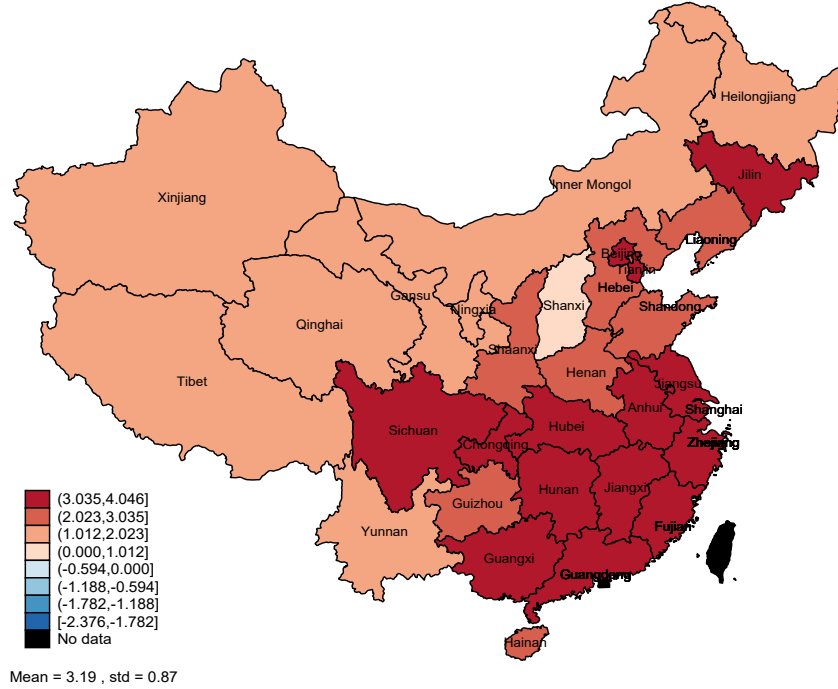 Heilongjiang
Jilin
Xinjiang
Inner Mongol
Liaoning
Beijing
Tianjin
Hebei
Gansu
Ningxia
Shanxi
Shandong
Qinghai
Shaanxi
Henan
Tibet
Jiangsu
Anhui
Shanghai
Sichuan
Hubei
Chongqing
Zhejiang
Hunan
Jiangxi
Guizhou
Yunnan
Fujian
Guangxi
Guangdong
Hainan
(3.035,4.046]
(2.023,3.035]
(1.012,2.023]
(0.000,1.012]
(-0.594,0.000]
(-1.188,-0.594]
(-1.782,-1.188]
[-2.376,-1.782]
No data
Mean = 3.19 , std = 0.87